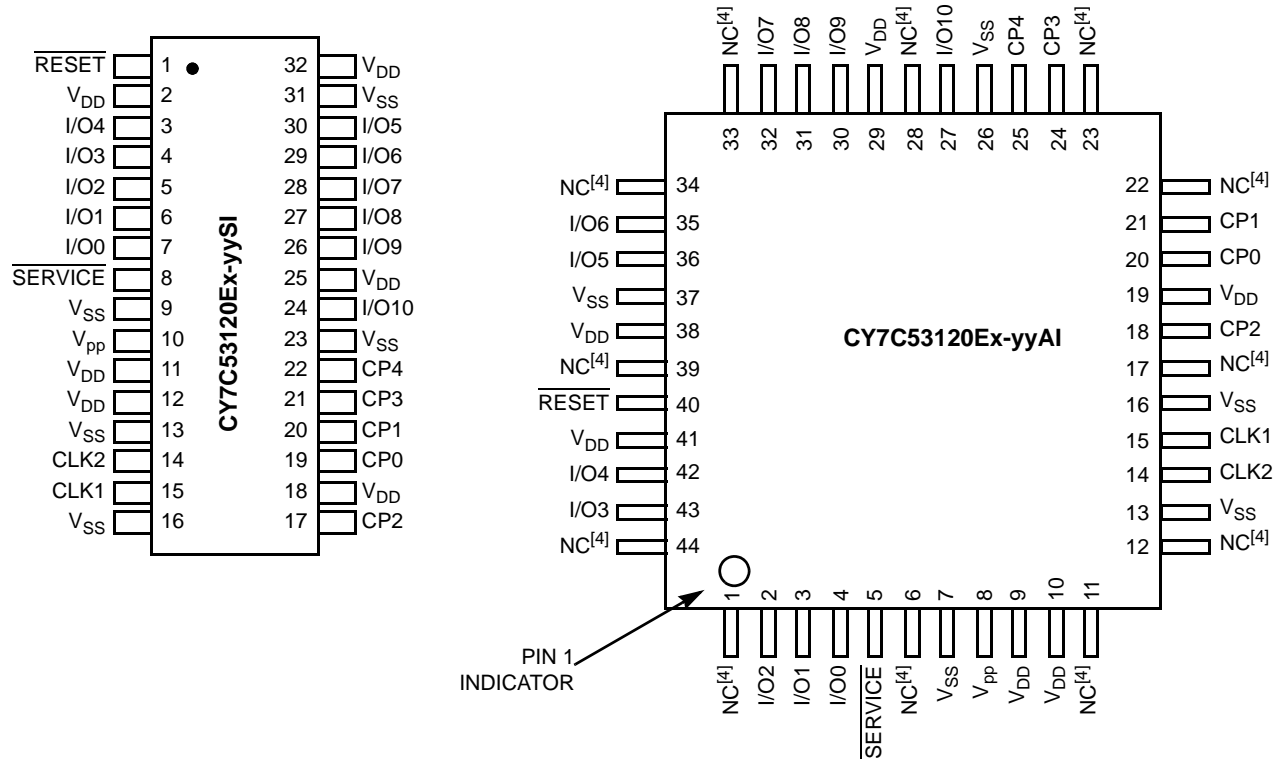 RESET 1 32 VDD
VDD 2 31 VSS
I/O4 3 30 I/O5
I/O3 4 29 I/O6
I/O2 5 28 I/O7
I/O1 6 27 I/O8
I/O0 7 26 I/O9
SERVICE 8 25 VDD
VSS 9 24 I/O10
Vpp 10 23 VSS
VDD 11 22 CP4
VDD 12 21 CP3
VSS 13 20 CP1
CLK2 14 19 CP0
CLK1 15 18 VDD
VSS 16 17 CP2
CY7C53120Ex-yySI
NC[4] I/O7 I/O8 I/O9 VDD NC[4] I/O10 VSS CP4 CP3 NC[4]
33 32 31 30 29 28 27 26 25 24 23
NC[4] 34 22 NC[4]
I/O6 35 21 CP1
I/O5 36 20 CP0
VSS 37 19 VDD
VDD 38 18 CP2
NC[4] 39 17 NC[4]
RESET 40 16 VSS
VDD 41 15 CLK1
I/O4 42 14 CLK2
I/O3 43 13 VSS
NC[4] 44 12 NC[4]
CY7C53120Ex-yyAI
1 2 3 4 5 6 7 8 9 10 11
NC[4] I/O2 I/O1 I/O0 SERVICE NC[4] VSS Vpp VDD VDD NC[4]
PIN 1
INDICATOR